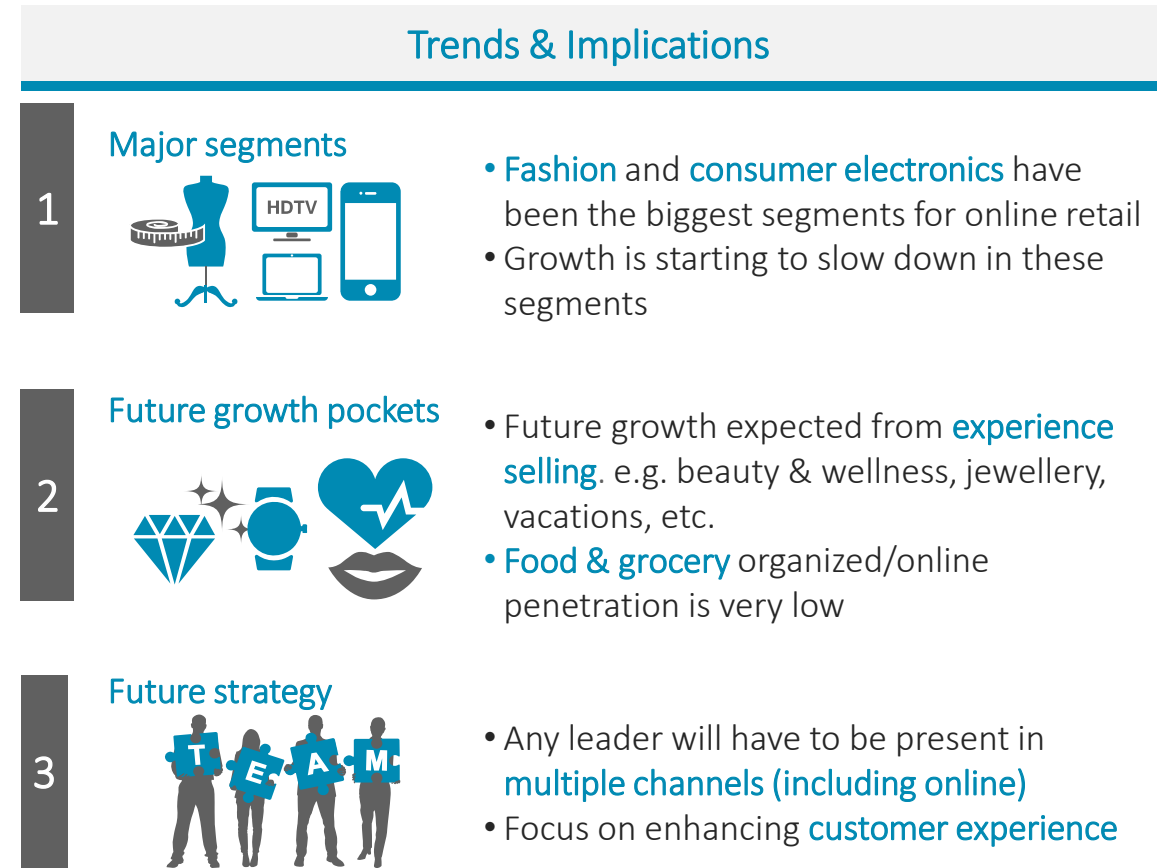 Trends & Implications
1
Major segments
HDTV
• Fashion and consumer electronics have
been the biggest segments for online retail
• Growth is starting to slow down in these
segments
2
Future growth pockets
• Future growth expected from experience
selling. e.g. beauty & wellness, jewellery,
vacations, etc.
• Food & grocery organized/online
penetration is very low
3
Future strategy
T E A M
• Any leader will have to be present in
multiple channels (including online)
• Focus on enhancing customer experience